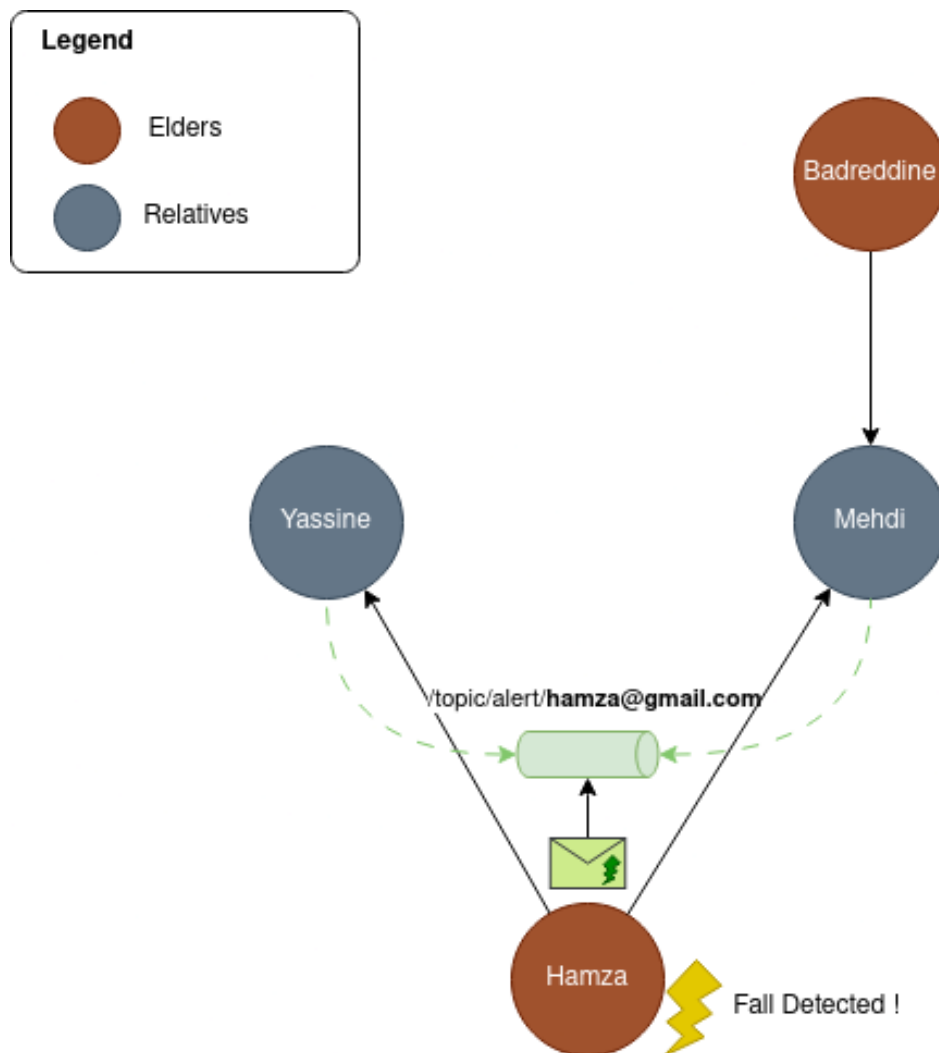 Legend
Elders
Relatives
Badreddine
Yassine
Mehdi
/topic/alert/hamza@gmail.com
Hamza
Fall Detected !